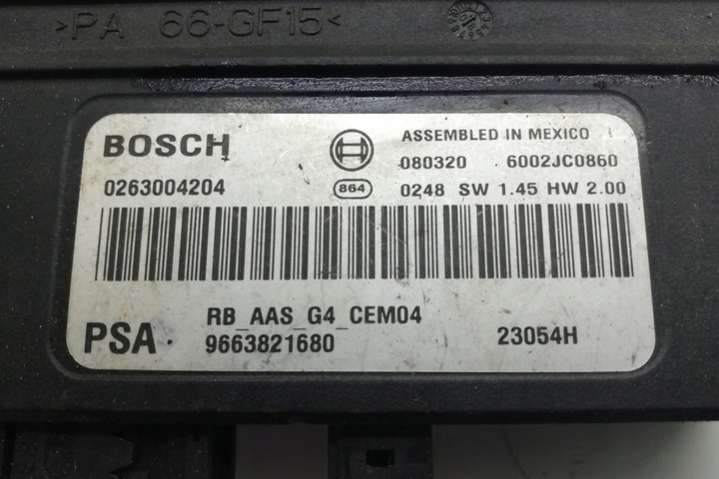 >PA 66-GF15<
BOSCH
ASSEMBLED IN MEXICO
080320 6002JC0860
0263004204
864
0248 SW 1.45 HW 2.00
RB_AAS_G4_CEM04
PSA 9663821680 23054H